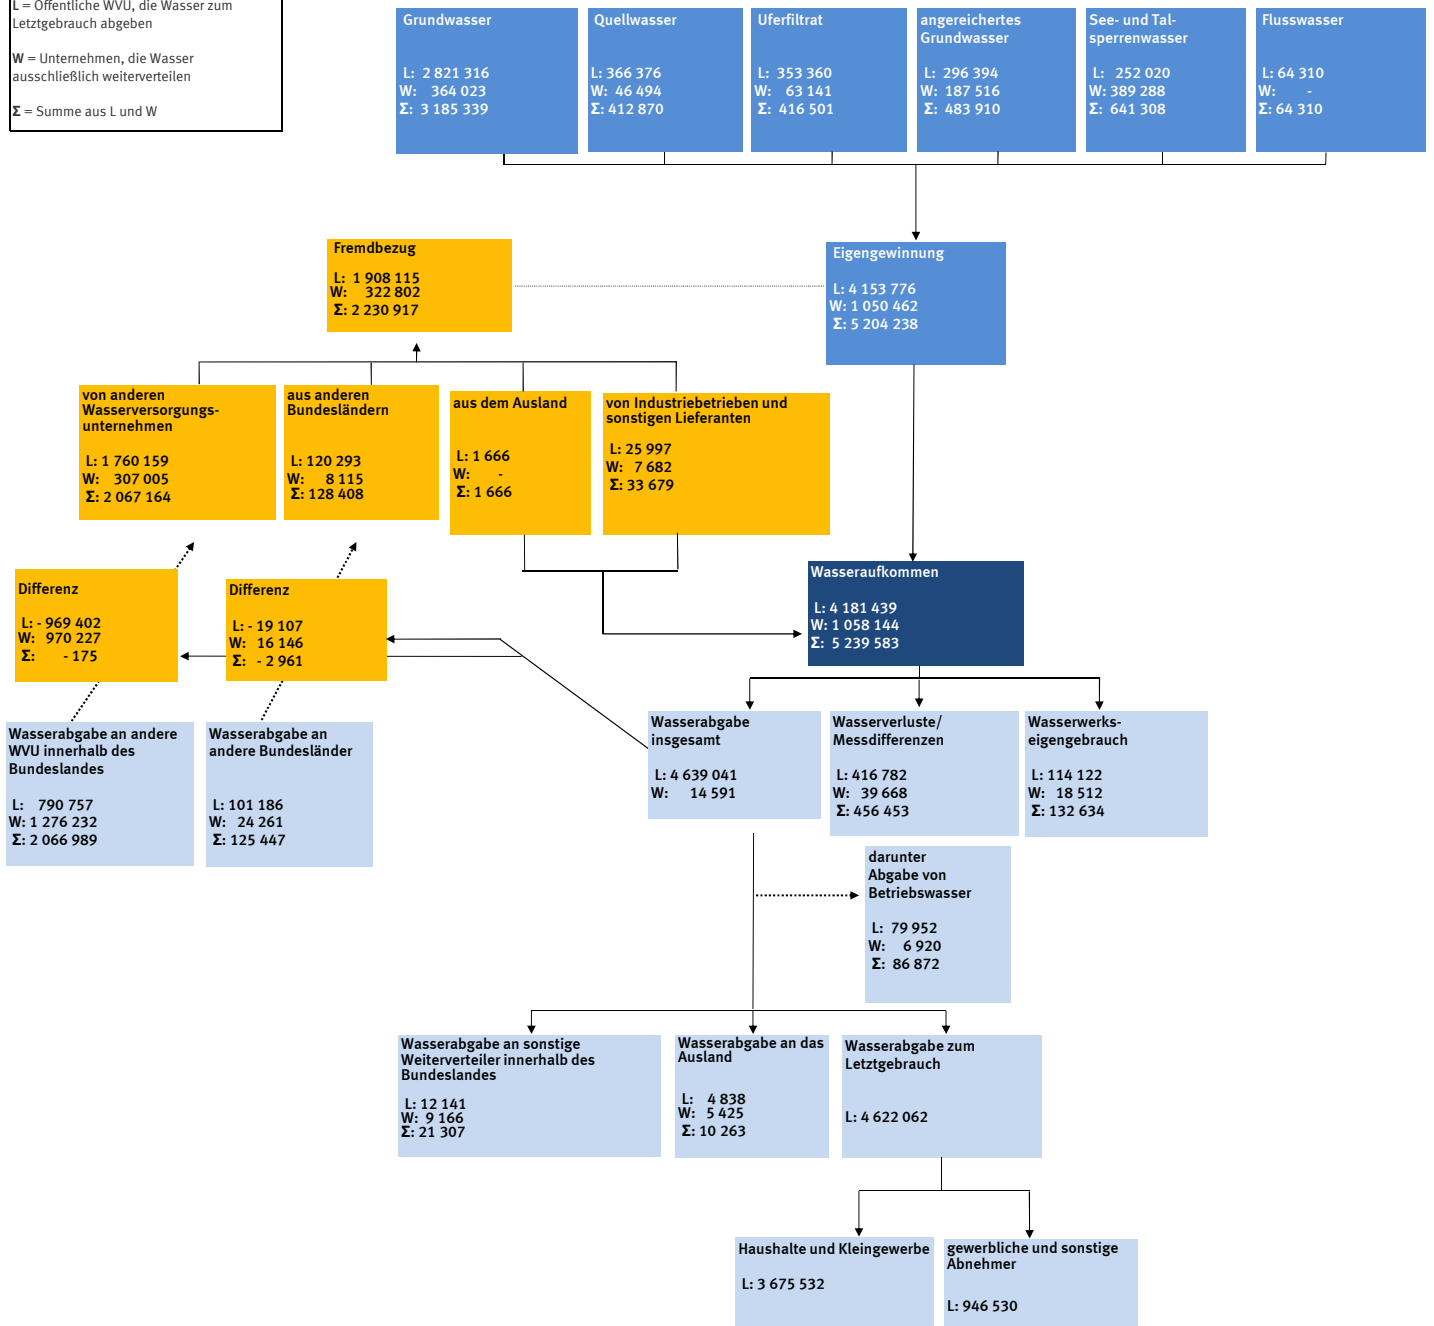 L = Öffentliche WVU, die Wasser zum
Letztgebrauch abgeben
W = Unternehmen, die Wasser
ausschließlich weiterverteilen
Σ = Summe aus L und W
Grundwasser
L: 2 821 316
W: 364 023
Σ: 3 185 339
Quellwasser
L: 366 376
W: 46 494
Σ: 412 870
Uferfiltrat
L: 353 360
W: 63 141
Σ: 416 501
angereichertes
Grundwasser
L: 296 394
W: 187 516
Σ: 483 910
See- und Tal-
sperrenwasser
L: 252 020
W: 389 288
Σ: 641 308
Flusswasser
L: 64 310
W: -
Σ: 64 310
Fremdbezug
L: 1 908 115
W: 322 802
Σ: 2 230 917
Eigengewinnung
L: 4 153 776
W: 1 050 462
Σ: 5 204 238
von anderen
Wasserversorgungs-
unternehmen
L: 1 760 159
W: 307 005
Σ: 2 067 164
aus anderen
Bundesländern
L: 120 293
W: 8 115
Σ: 128 408
aus dem Ausland
L: 1 666
W: -
Σ: 1 666
von Industriebetrieben und
sonstigen Lieferanten
L: 25 997
W: 7 682
Σ: 33 679
Differenz
L: - 969 402
W: 970 227
Σ: - 175
Differenz
L: - 19 107
W: 16 146
Σ: - 2 961
Wasseraufkommen
L: 4 181 439
W: 1 058 144
Σ: 5 239 583
Wasserabgabe an andere
WVU innerhalb des
Bundeslandes
L: 790 757
W: 1 276 232
Σ: 2 066 989
Wasserabgabe an
andere Bundesländer
L: 101 186
W: 24 261
Σ: 125 447
Wasserabgabe
insgesamt
L: 4 639 041
W: 14 591
Wasserverluste/
Messdifferenzen
L: 416 782
W: 39 668
Σ: 456 453
Wasserwerks-
eigengebrauch
L: 114 122
W: 18 512
Σ: 132 634
darunter
Abgabe von
Betriebswasser
L: 79 952
W: 6 920
Σ: 86 872
Wasserabgabe an sonstige
Weiterverteiler innerhalb des
Bundeslandes
L: 12 141
W: 9 166
Σ: 21 307
Wasserabgabe an das
Ausland
L: 4 838
W: 5 425
Σ: 10 263
Wasserabgabe zum
Letztgebrauch
L: 4 622 062
Haushalte und Kleingewerbe
L: 3 675 532
gewerbliche und sonstige
Abnehmer
L: 946 530